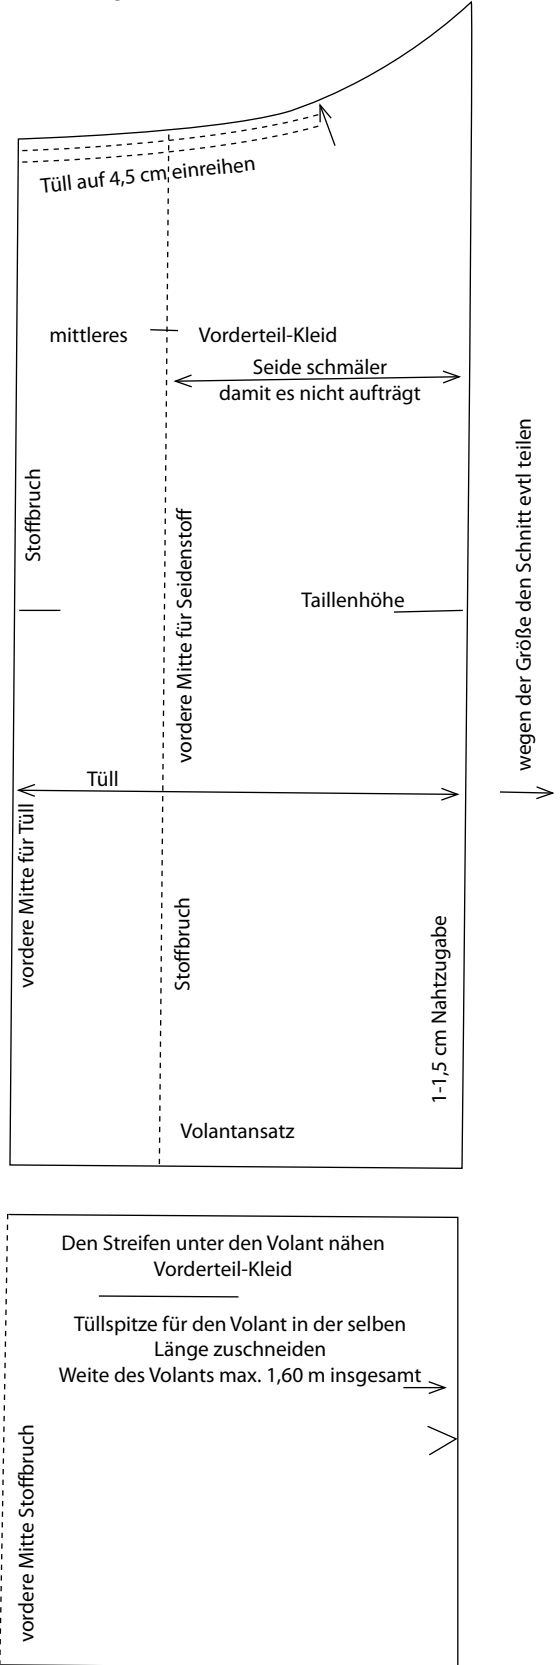 Tüll auf 4,5 cm einreihen
mittleres Vorderteil-Kleid
Seide schmäler
damit es nicht aufträgt
Stoffbruch
vordere Mitte für Seidenstoff
Taillenhöhe
wegen der Größe den Schnitt evtl teilen
Tüll
vordere Mitte für Tüll
Stoffbruch
1-1,5 cm Nahtzugabe
Volantansatz
Den Streifen unter den Volant nähen
Vorderteil-Kleid
Tüllspitze für den Volant in der selben
Länge zuschneiden
Weite des Volants max. 1,60 m insgesamt
vordere Mitte Stoffbruch